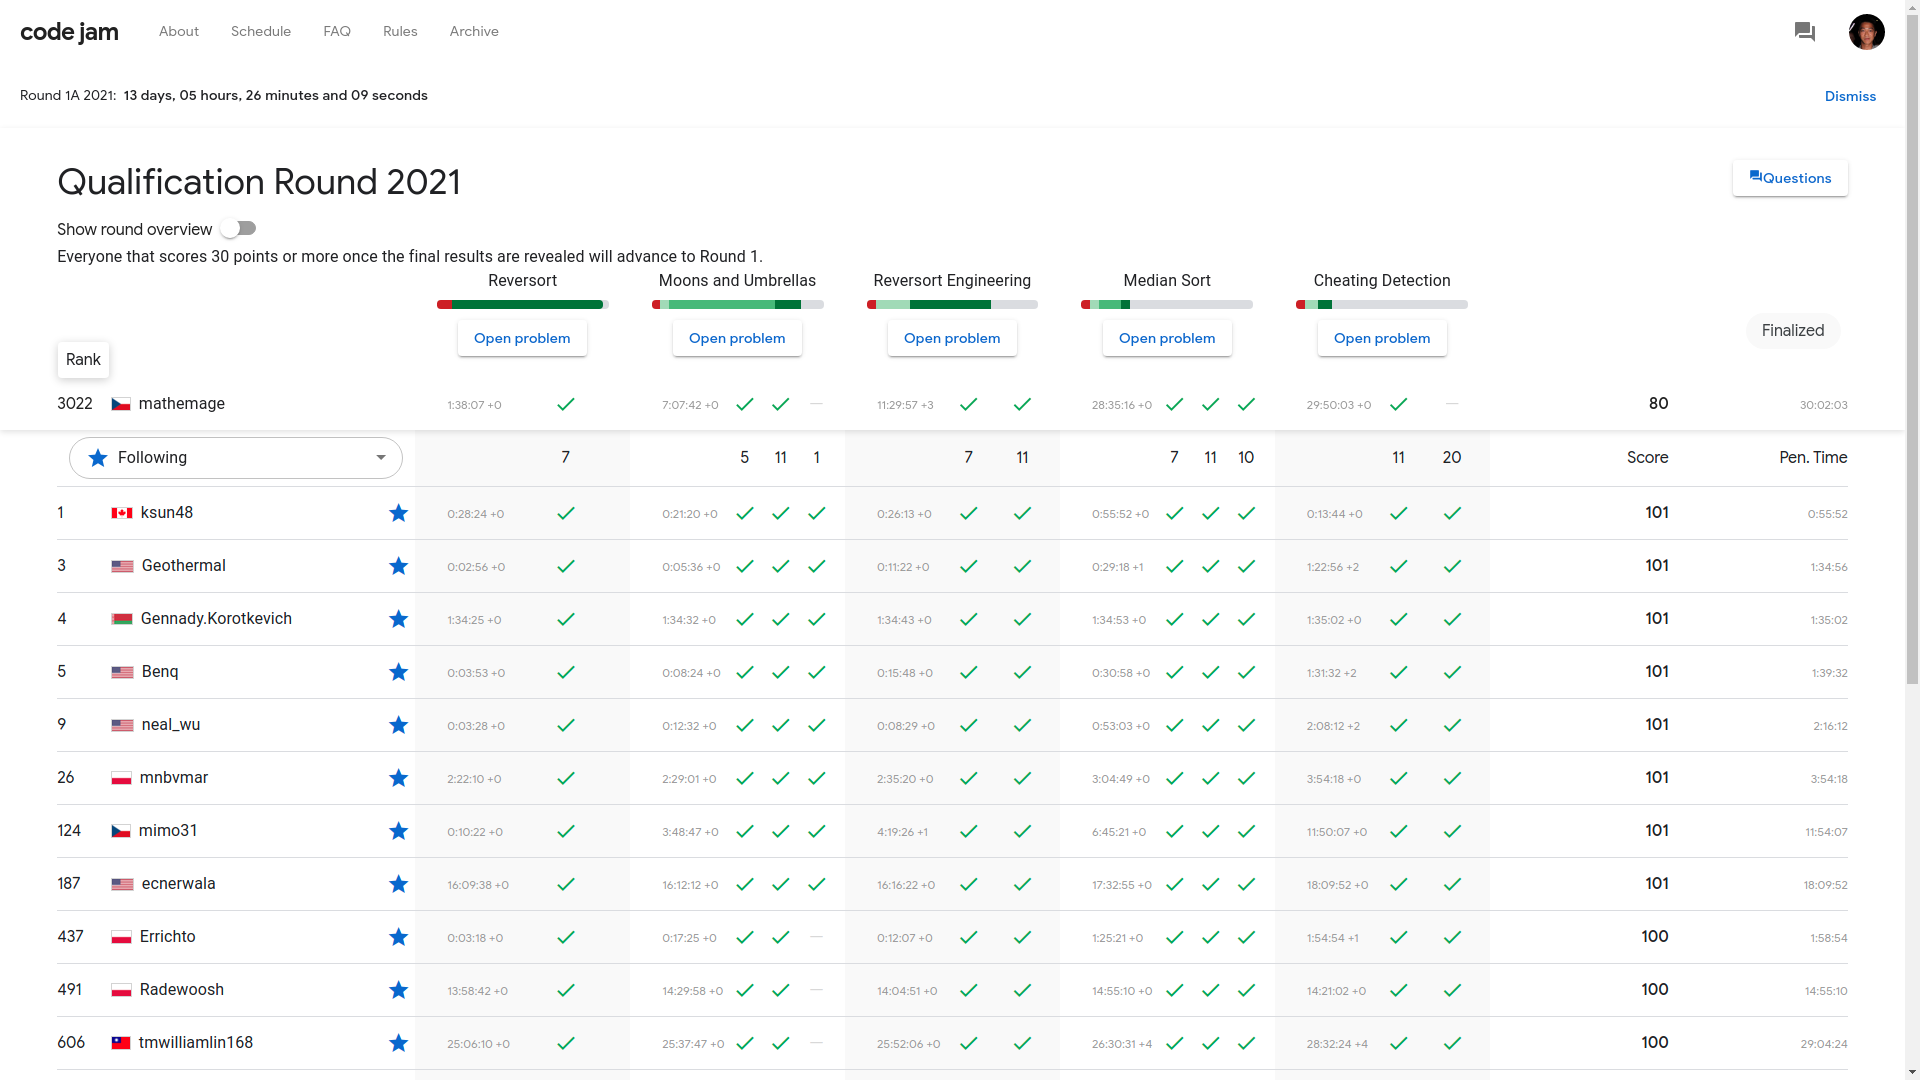 code jam About Schedule FAQ Rules Archive
Round 1A 2021: 13 days, 05 hours, 26 minutes and 09 seconds Dismiss
Qualification Round 2021 Questions
Show round overview
Everyone that scores 30 points or more once the final results are revealed will advance to Round 1.
Reversort Moons and Umbrellas Reversort Engineering Median Sort Cheating Detection
Open problem Open problem Open problem Open problem Open problem Finalized
Rank
3022 mathemage 1:38:07 +0 7:07:42 +0 — 11:29:57 +3 28:35:16 +0 29:50:03 +0 — 80 30:02:03
Following 7 5 11 1 7 11 7 11 10 11 20 Score Pen. Time
1 ksun48 0:28:24 +0 0:21:20 +0 0:26:13 +0 0:55:52 +0 0:13:44 +0 101 0:55:52
3 Geothermal 0:02:56 +0 0:05:36 +0 0:11:22 +0 0:29:18 +1 1:22:56 +2 101 1:34:56
4 Gennady.Korotkevich 1:34:25 +0 1:34:32 +0 1:34:43 +0 1:34:53 +0 1:35:02 +0 101 1:35:02
5 Benq 0:03:53 +0 0:08:24 +0 0:15:48 +0 0:30:58 +0 1:31:32 +2 101 1:39:32
9 neal_wu 0:03:28 +0 0:12:32 +0 0:08:29 +0 0:53:03 +0 2:08:12 +2 101 2:16:12
26 mnbvmar 2:22:10 +0 2:29:01 +0 2:35:20 +0 3:04:49 +0 3:54:18 +0 101 3:54:18
124 mimo31 0:10:22 +0 3:48:47 +0 4:19:26 +1 6:45:21 +0 11:50:07 +0 101 11:54:07
187 ecnerwala 16:09:38 +0 16:12:12 +0 16:16:22 +0 17:32:55 +0 18:09:52 +0 101 18:09:52
437 Errichto 0:03:18 +0 0:17:25 +0 — 0:12:07 +0 1:25:21 +0 1:54:54 +1 100 1:58:54
491 Radewoosh 13:58:42 +0 14:29:58 +0 — 14:04:51 +0 14:55:10 +0 14:21:02 +0 100 14:55:10
606 tmwilliamlin168 25:06:10 +0 25:37:47 +0 — 25:52:06 +0 26:30:31 +4 28:32:24 +4 100 29:04:24